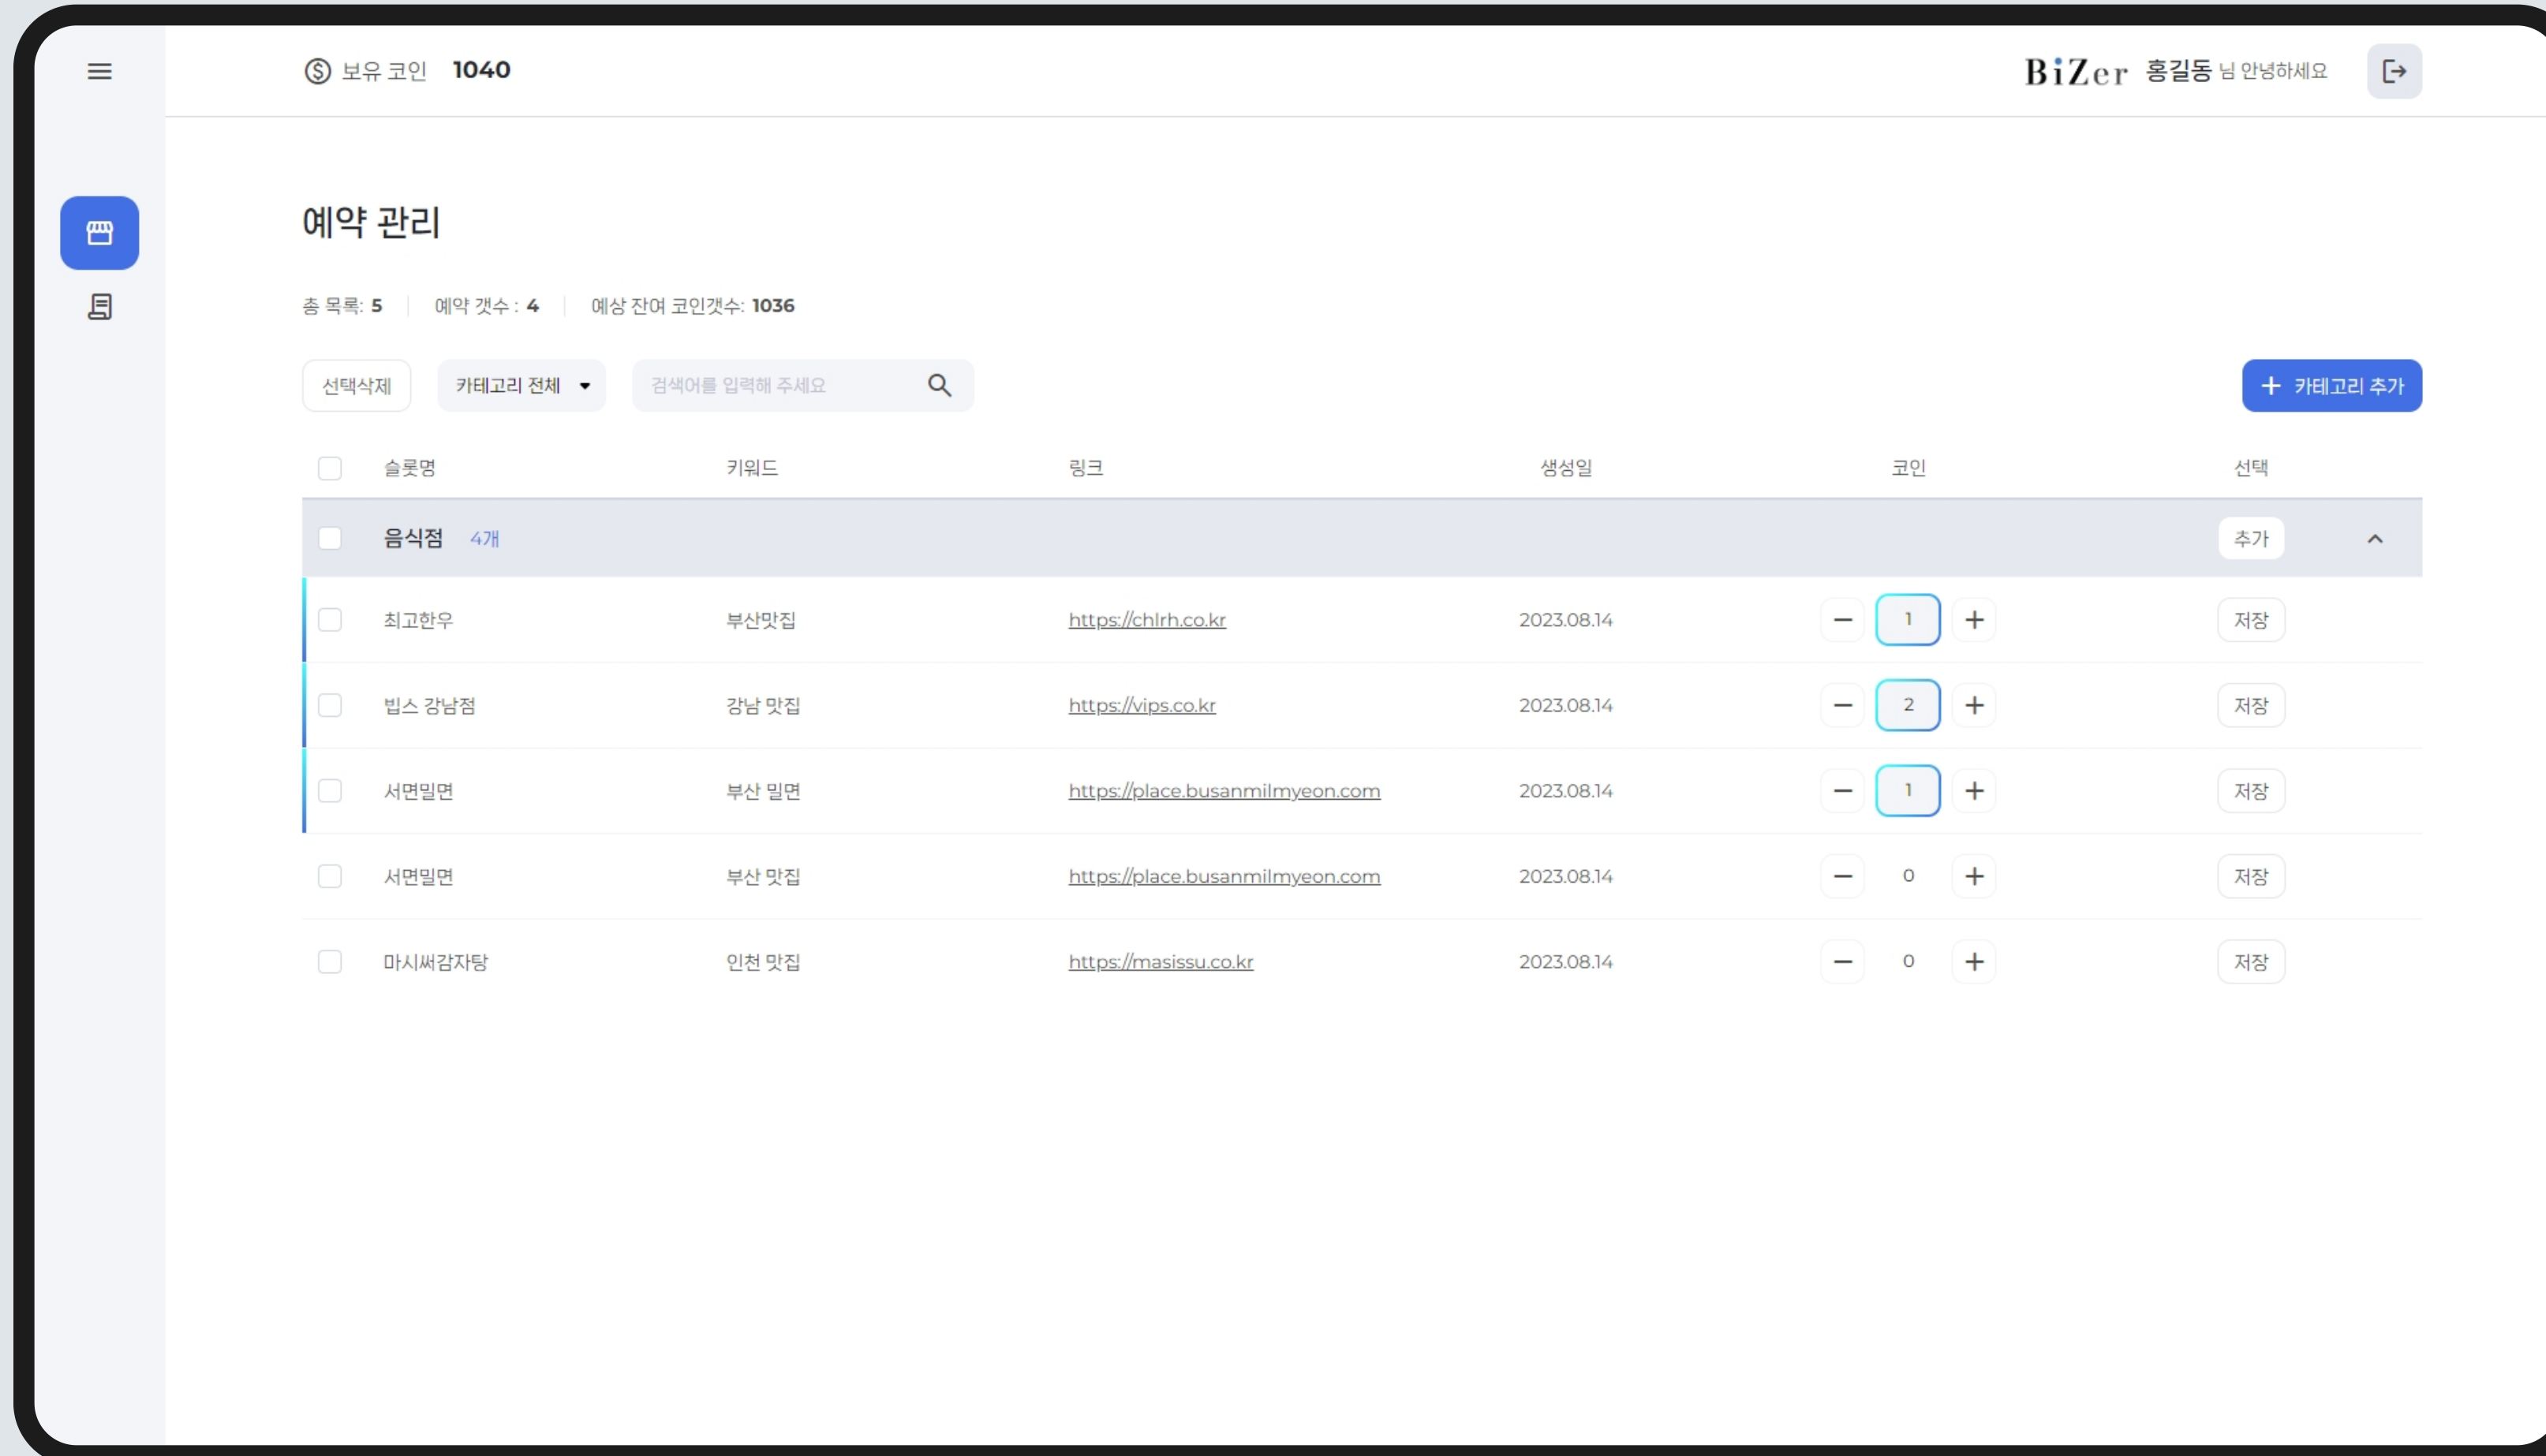 보유 코인 1040 BiZer 홍길동 님 안녕하세요
예약 관리
총 목록: 5 예약 갯수 : 4 예상 잔여 코인갯수: 1036
선택삭제 카테고리 전체 검색어를 입력해 주세요 + 카테고리 추가
슬롯명 키워드 링크 생성일 코인 선택
음식점 4개 추가
최고한우 부산맛집 https://chlrh.co.kr 2023.08.14 − 1 + 저장
빕스 강남점 강남 맛집 https://vips.co.kr 2023.08.14 − 2 + 저장
서면밀면 부산 밀면 https://place.busanmilmyeon.com 2023.08.14 − 1 + 저장
서면밀면 부산 맛집 https://place.busanmilmyeon.com 2023.08.14 − 0 + 저장
마시써감자탕 인천 맛집 https://masissu.co.kr 2023.08.14 − 0 + 저장